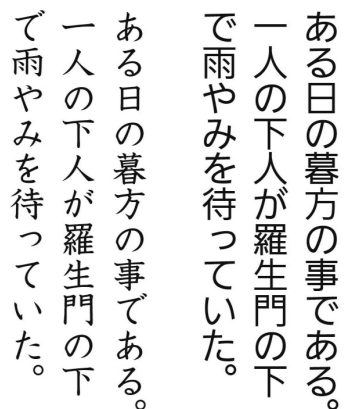 ある日の暮方の事である。
一人の下人が羅生門の下
で雨やみを待っていた。
ある日の暮方の事である。
一人の下人が羅生門の下
で雨やみを待っていた。